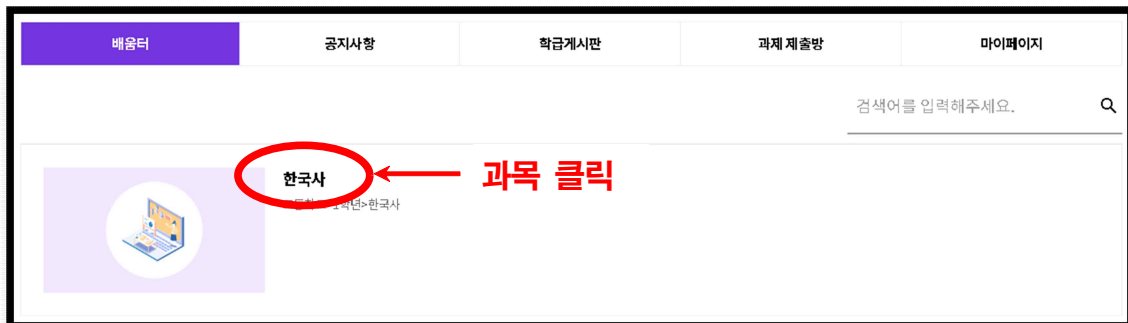 배움터 공지사항 학급게시판 과제 제출방 마이페이지
검색어를 입력해주세요.
한국사 과목 클릭
학년>한국사